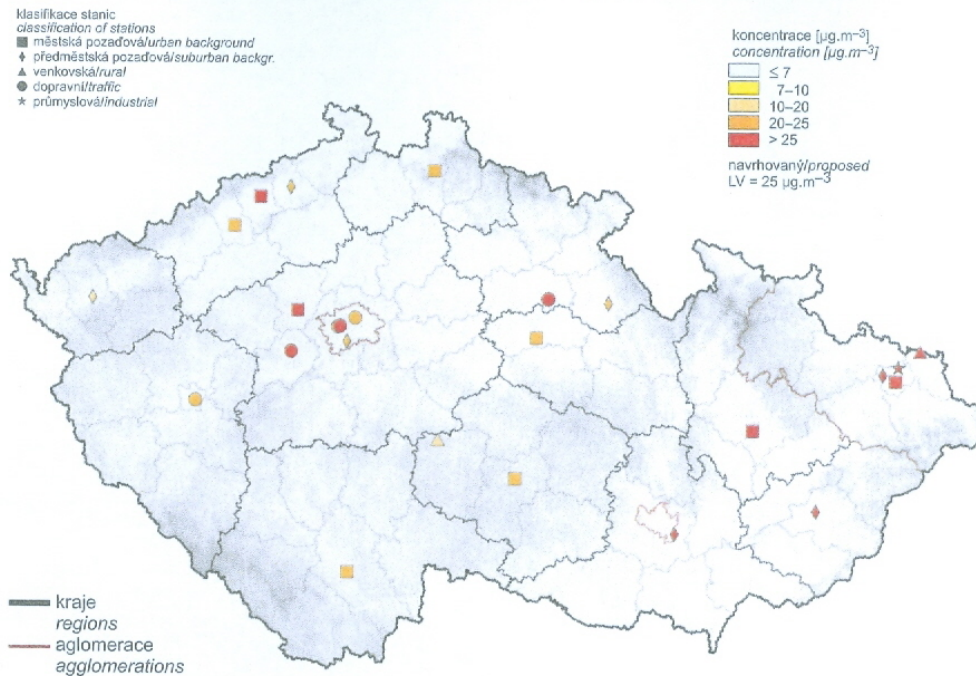 klasifikace stanic
classification of stations
městská pozaďová/urban background
předměstská pozaďová/suburban backgr.
venkovská/rural
dopravní/traffic
průmyslová/industrial
koncentrace [µg.m⁻³]
concentration [µg.m⁻³]
≤ 7
7–10
10–20
20–25
> 25
navrhovaný/proposed
LV = 25 µg.m⁻³
kraje
regions
aglomerace
agglomerations